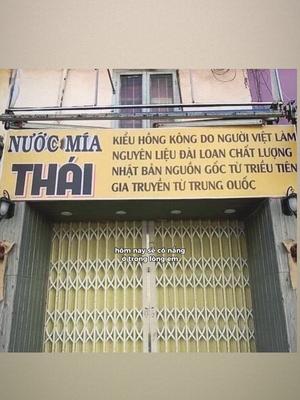 NƯỚC MÍA
THÁI
KIỂU HỒNG KÔNG DO NGƯỜI VIỆT LÀM
NGUYÊN LIỆU ĐÀI LOAN CHẤT LƯỢNG
NHẬT BẢN NGUỒN GỐC TỪ TRIỀU TIÊN
GIA TRUYỀN TỪ TRUNG QUỐC
hôm nay sẽ có nắng
ở trong lòng em